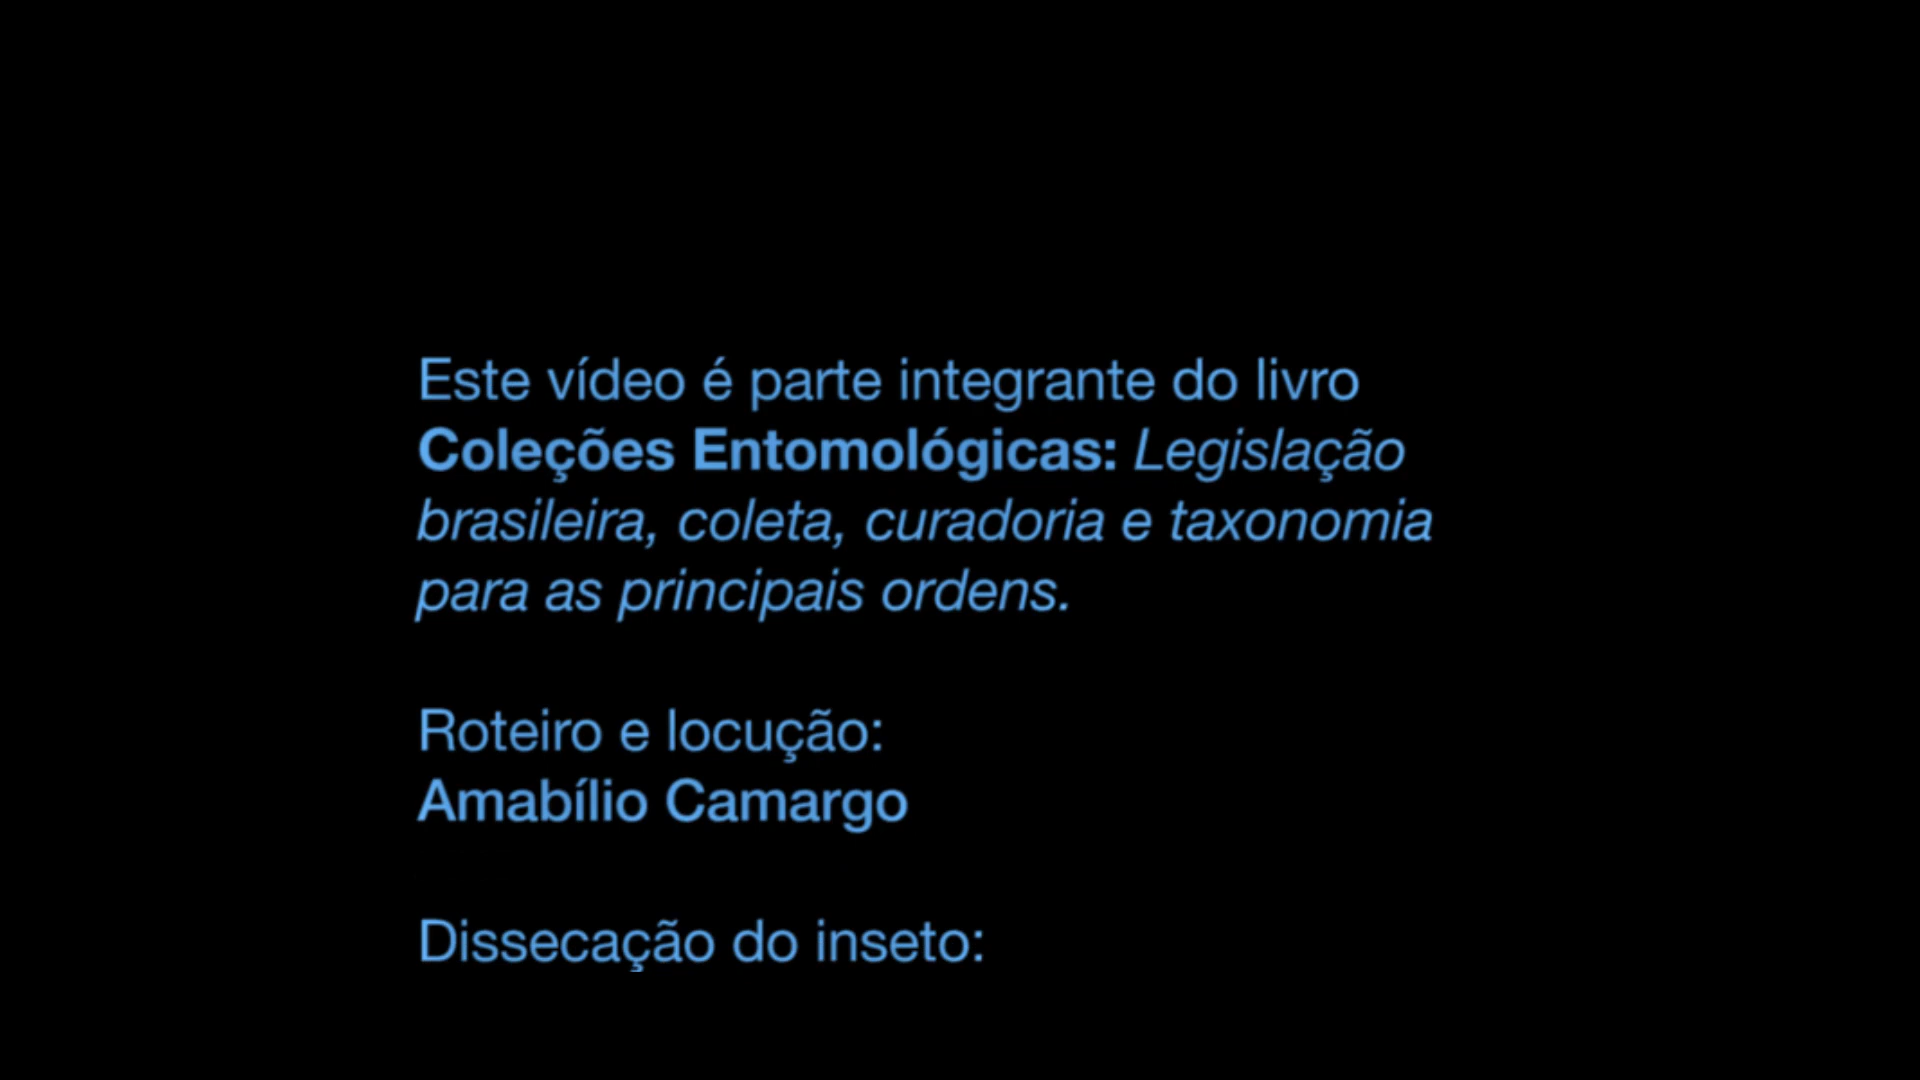 Este vídeo é parte integrante do livro
Coleções Entomológicas: Legislação
brasileira, coleta, curadoria e taxonomia
para as principais ordens.
Roteiro e locução:
Amabílio Camargo
Dissecação do inseto: